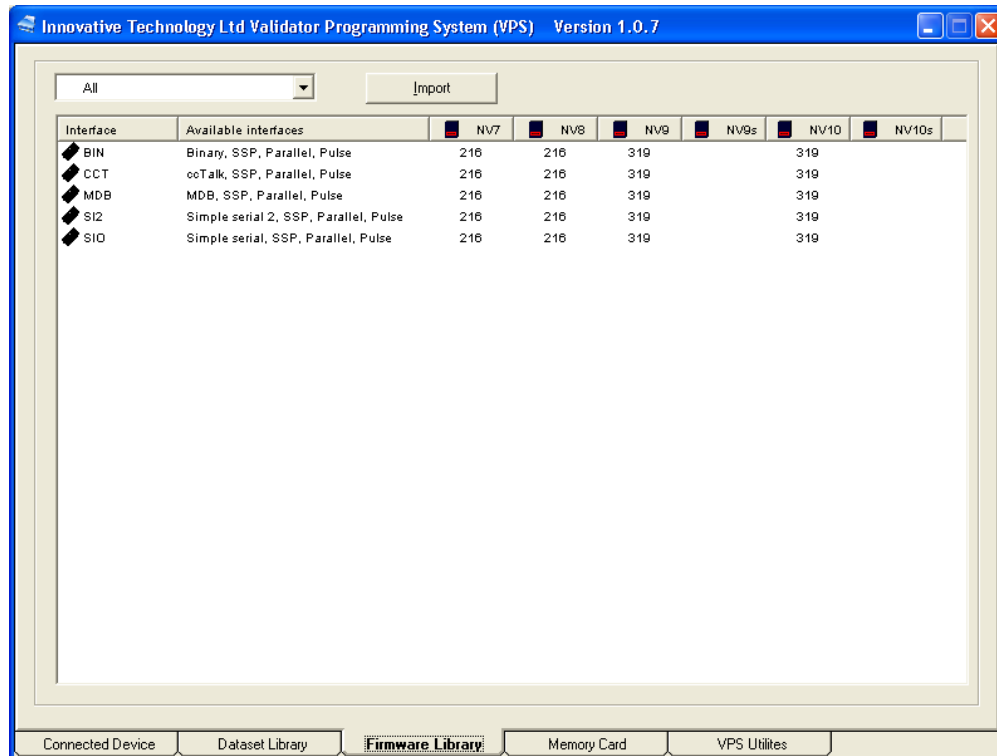 Innovative Technology Ltd Validator Programming System (VPS) Version 1.0.7
All Import
Interface Available interfaces NV7 NV8 NV9 NV9s NV10 NV10s
BIN Binary, SSP, Parallel, Pulse 216 216 319 319
CCT ccTalk, SSP, Parallel, Pulse 216 216 319 319
MDB MDB, SSP, Parallel, Pulse 216 216 319 319
SI2 Simple serial 2, SSP, Parallel, Pulse 216 216 319 319
SIO Simple serial, SSP, Parallel, Pulse 216 216 319 319
Connected Device Dataset Library Firmware Library Memory Card VPS Utilites